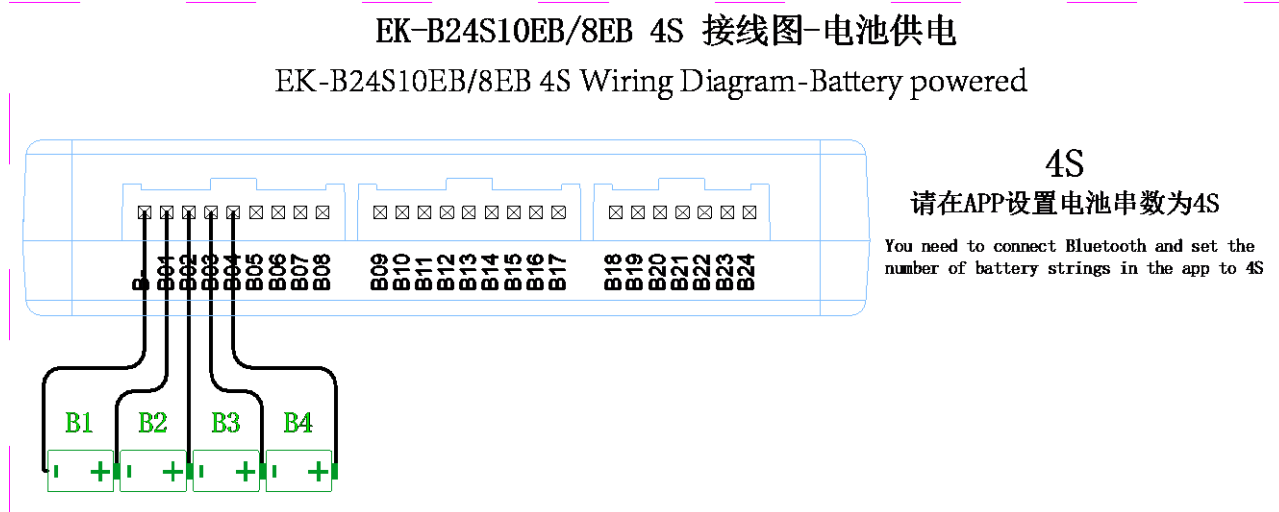 EK-B24S10EB/8EB 4S 接线图-电池供电
EK-B24S10EB/8EB 4S Wiring Diagram-Battery powered
4S
请在APP设置电池串数为4S
You need to connect Bluetooth and set the
number of battery strings in the app to 4S
B- B01 B02 B03 B04 B05 B06 B07 B08 B09 B10 B11 B12 B13 B14 B15 B16 B17 B18 B19 B20 B21 B22 B23 B24
B1 B2 B3 B4
- + - + - + - +